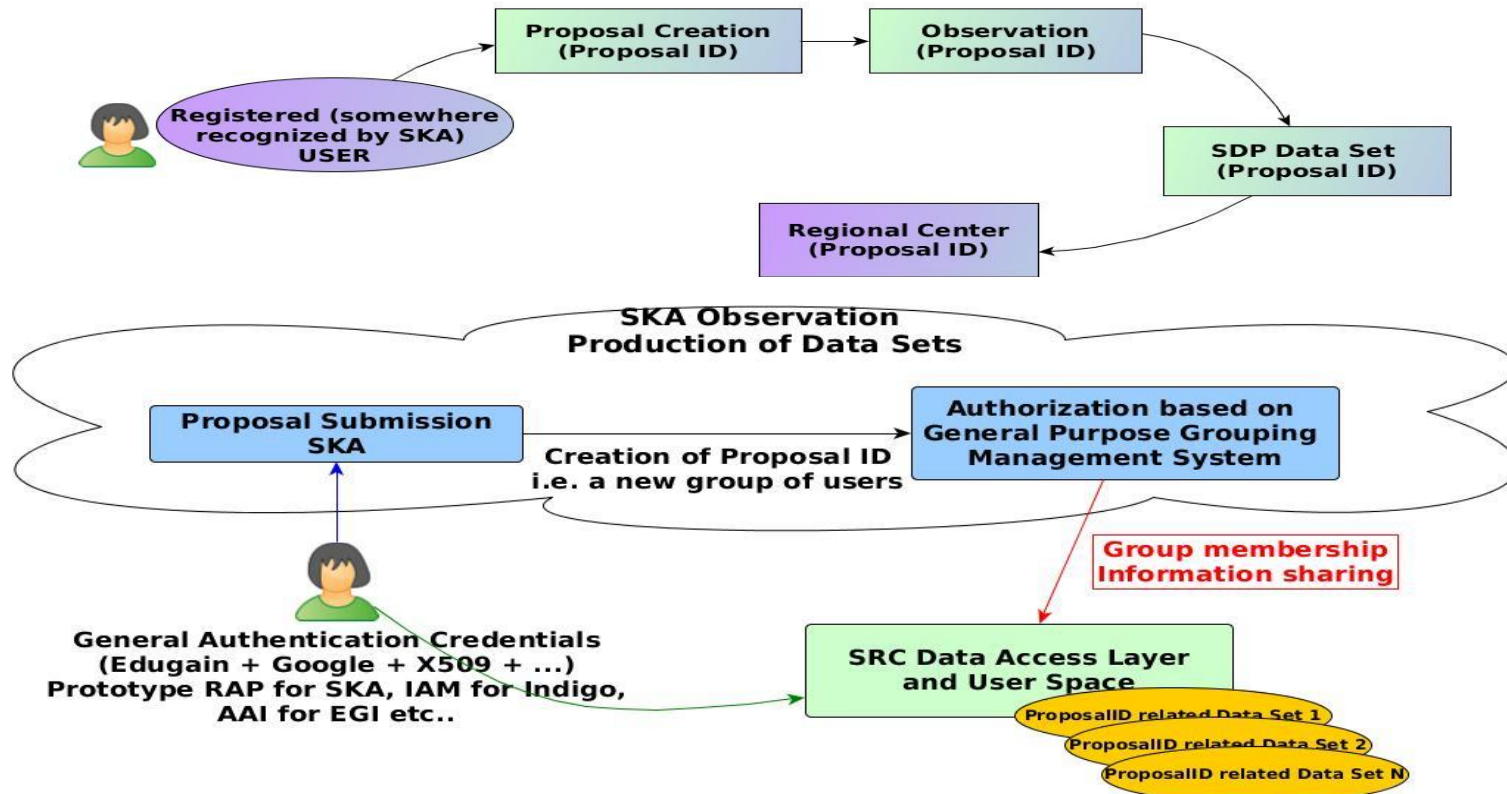 Proposal Creation
(Proposal ID)
Observation
(Proposal ID)
Registered (somewhere
recognized by SKA)
USER
SDP Data Set
(Proposal ID)
Regional Center
(Proposal ID)
SKA Observation
Production of Data Sets
Proposal Submission
SKA
Creation of Proposal ID
i.e. a new group of users
Authorization based on
General Purpose Grouping
Management System
Group membership
Information sharing
General Authentication Credentials
(Edugain + Google + X509 + ...)
Prototype RAP for SKA, IAM for Indigo,
AAI for EGI etc..
SRC Data Access Layer
and User Space
ProposalID related Data Set 1
ProposalID related Data Set 2
ProposalID related Data Set N